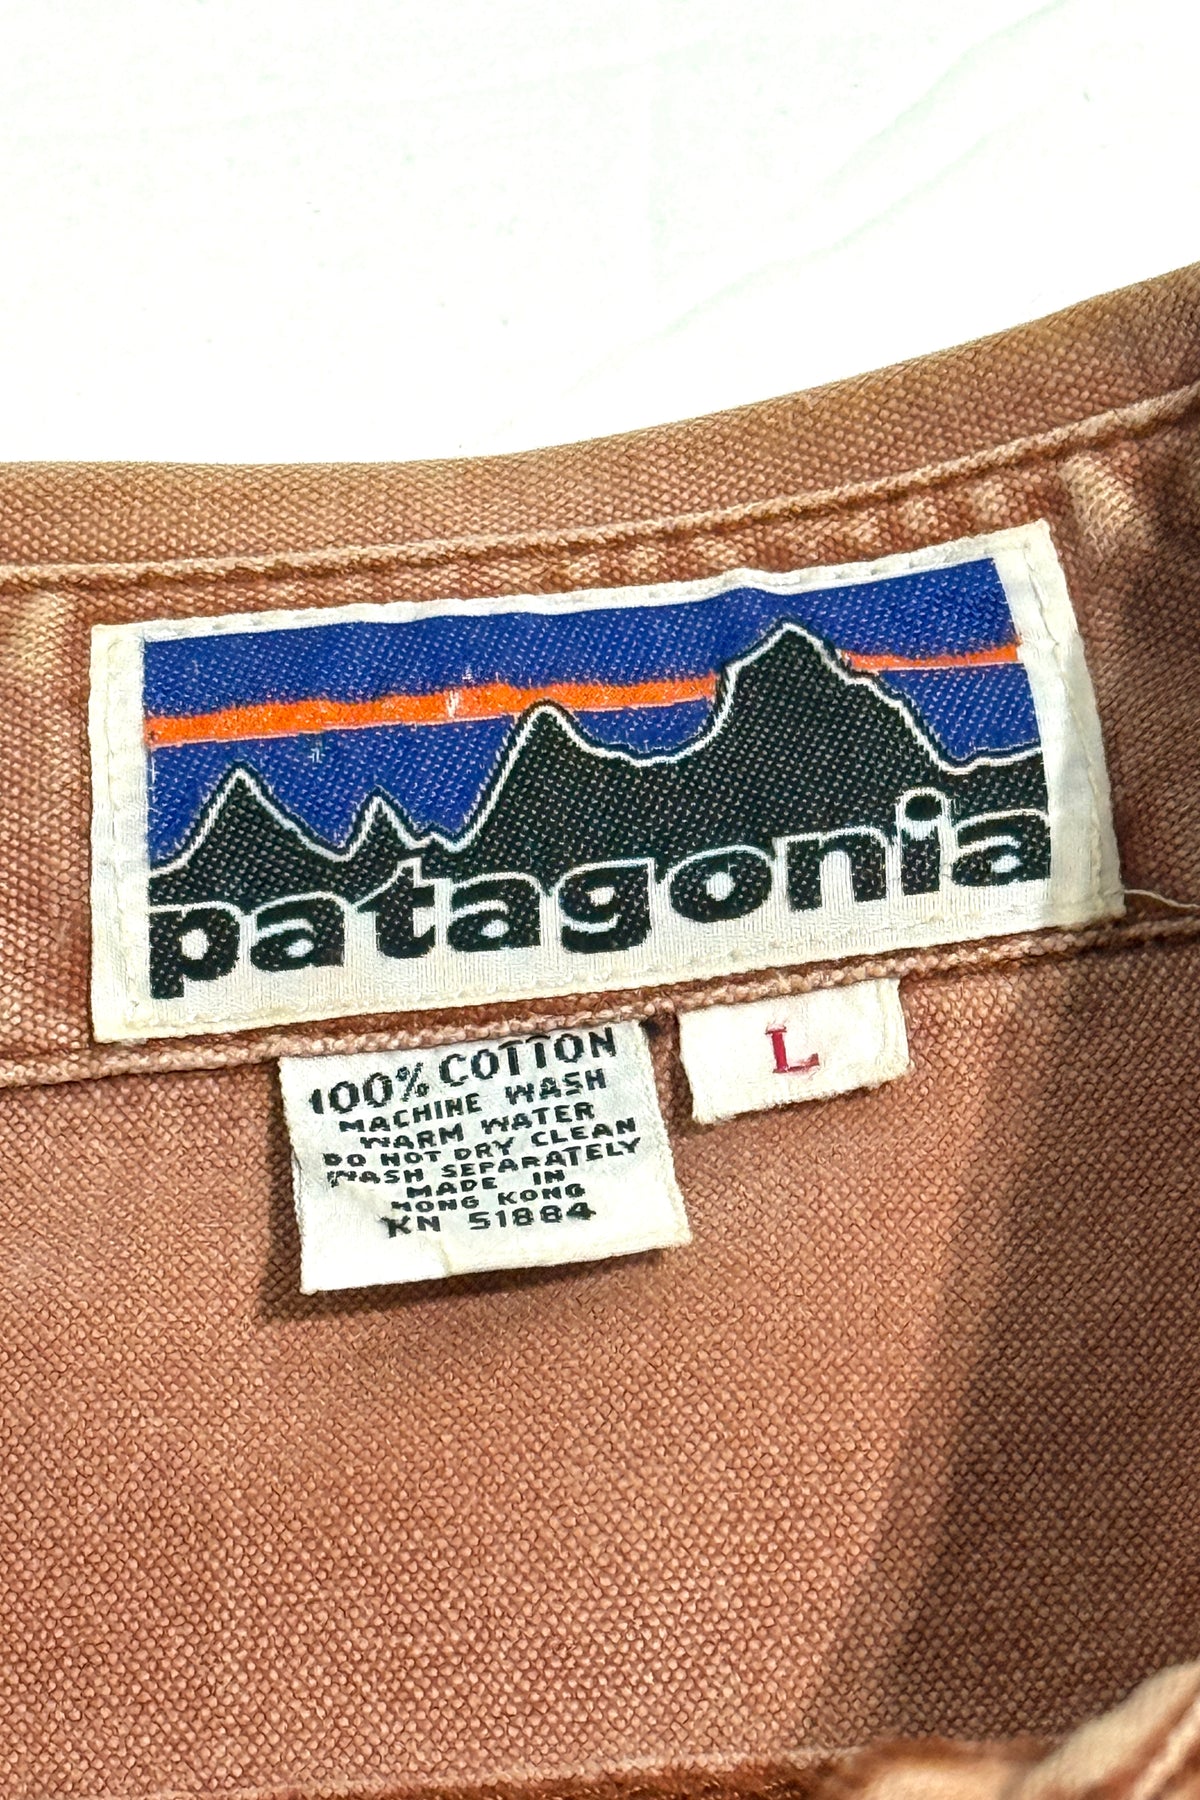 patagonia
100% COTTON
MACHINE WASH
WARM WATER
DO NOT DRY CLEAN
WASH SEPARATELY
MADE IN
HONG KONG
KN 51884
L